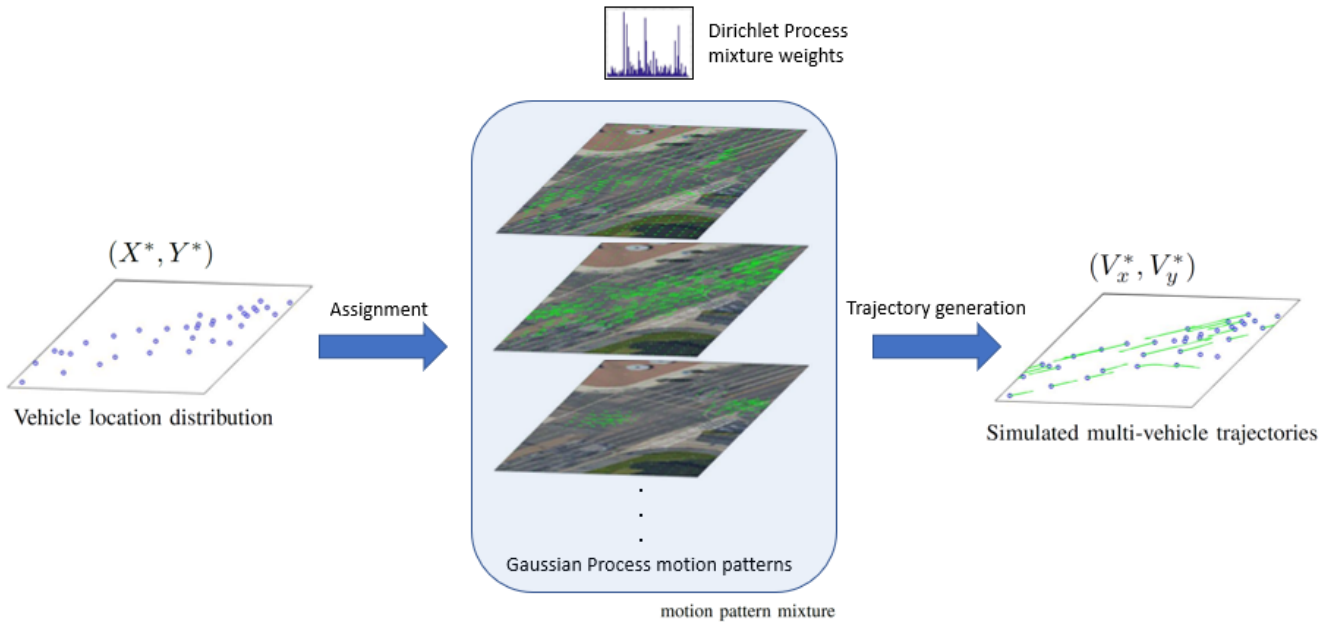 Dirichlet Process
mixture weights
(X*, Y*)
Assignment
Vehicle location distribution
.
.
.
Gaussian Process motion patterns
motion pattern mixture
Trajectory generation
(V*x, V*y)
Simulated multi-vehicle trajectories